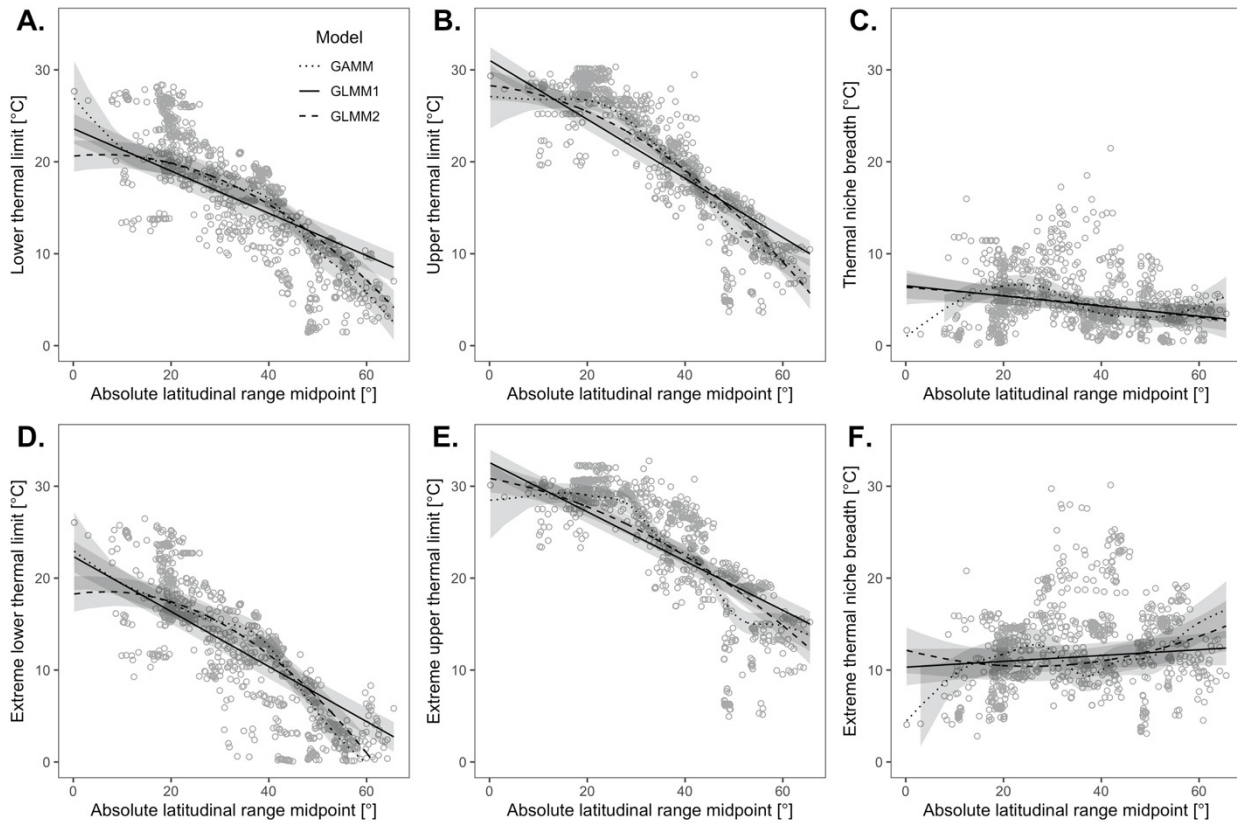 A.
Model
GAMM
GLMM1
GLMM2
Lower thermal limit [°C]
30
20
10
0
0 20 40 60
Absolute latitudinal range midpoint [°]
B.
Upper thermal limit [°C]
30
20
10
0
0 20 40 60
Absolute latitudinal range midpoint [°]
C.
Thermal niche breadth [°C]
30
20
10
0
0 20 40 60
Absolute latitudinal range midpoint [°]
D.
Extreme lower thermal limit [°C]
30
20
10
0
0 20 40 60
Absolute latitudinal range midpoint [°]
E.
Extreme upper thermal limit [°C]
30
20
10
0
0 20 40 60
Absolute latitudinal range midpoint [°]
F.
Extreme thermal niche breadth [°C]
30
20
10
0
0 20 40 60
Absolute latitudinal range midpoint [°]